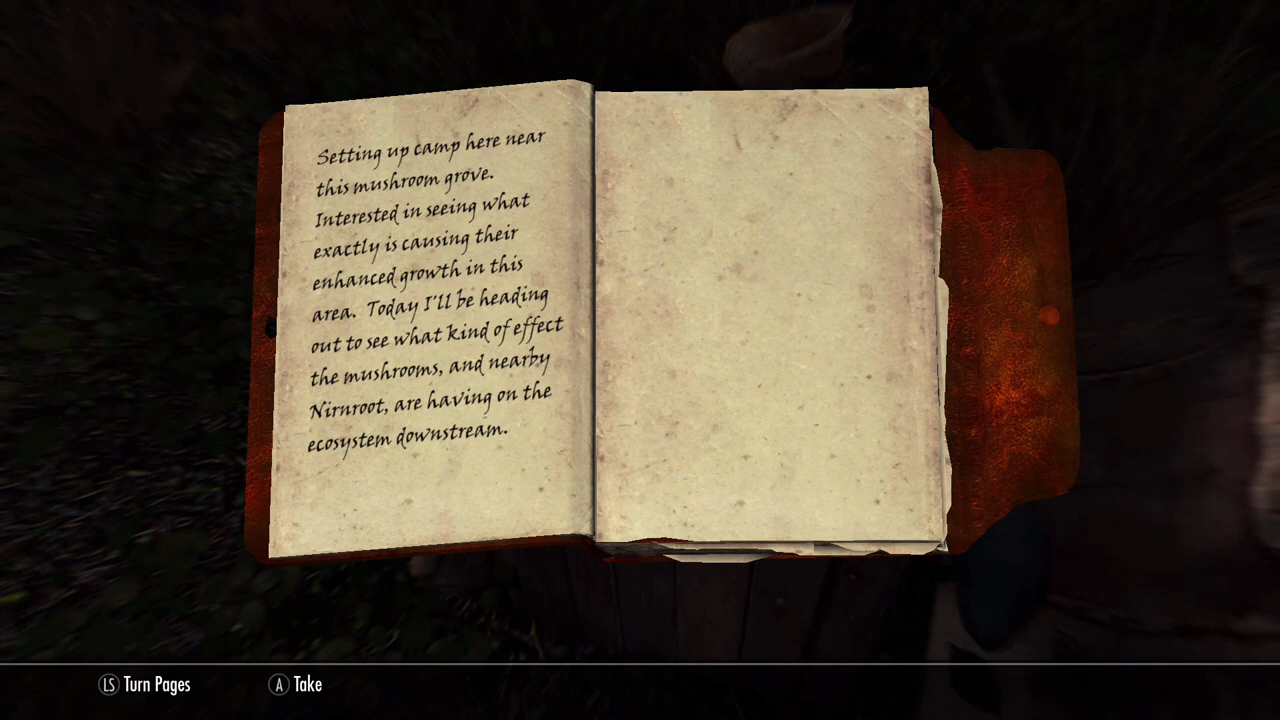 Setting up camp here near
this mushroom grove.
Interested in seeing what
exactly is causing their
enhanced growth in this
area. Today I'll be heading
out to see what kind of effect
the mushrooms, and nearby
Nirnroot, are having on the
ecosystem downstream.
LS Turn Pages
A Take